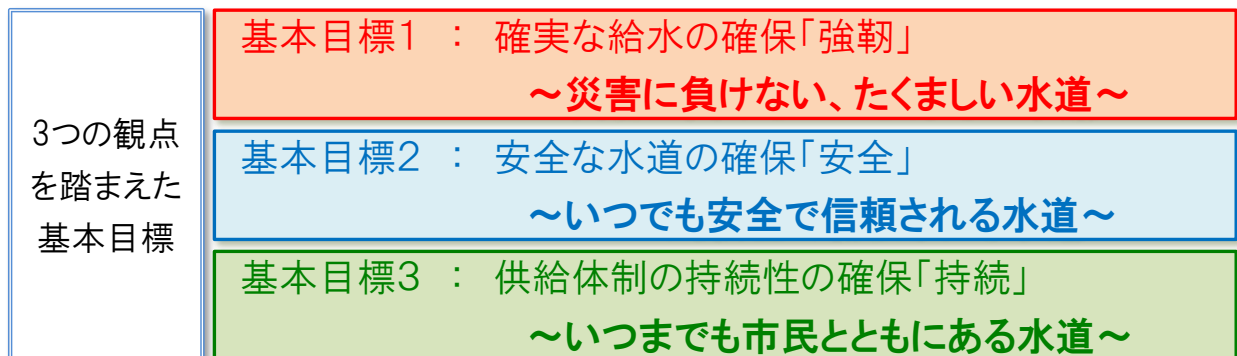 3つの観点
を踏まえた
基本目標
基本目標1 : 確実な給水の確保「強靭」
～災害に負けない、たくましい水道～
基本目標2 : 安全な水道の確保「安全」
～いつでも安全で信頼される水道～
基本目標3 : 供給体制の持続性の確保「持続」
～いつまでも市民とともにある水道～